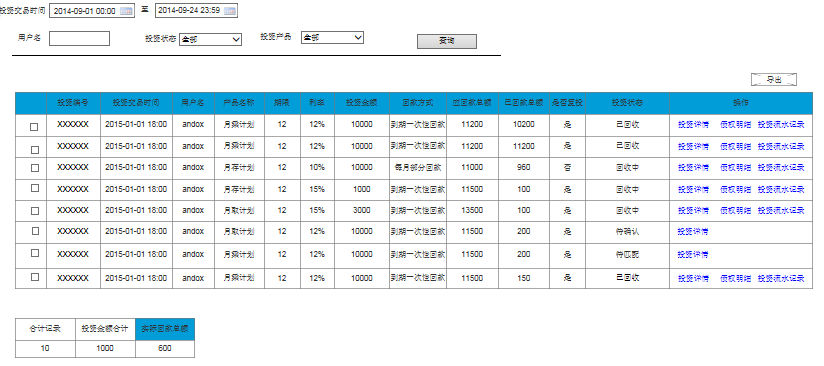 投资交易时间 2014-09-01 00:00 至 2014-09-24 23:59
用户名 投资状态 全部 投资产品 全部 查询
导出
投资编号 投资交易时间 用户名 产品名称 期限 利率 投资金额 回款方式 应回款总额 已回款总额 是否复投 投资状态 操作
XXXXXX 2015-01-01 18:00 andox 月乘计划 12 12% 10000 到期一次性回款 11200 10200 是 已回收 投资详情 债权明细 投资流水记录
XXXXXX 2015-01-01 18:00 andox 月乘计划 12 12% 10000 到期一次性回款 11200 11200 是 已回收 投资详情 债权明细 投资流水记录
XXXXXX 2015-01-01 18:00 andox 月存计划 12 10% 10000 每月部分回款 11000 960 否 回收中 投资详情 债权明细 投资流水记录
XXXXXX 2015-01-01 18:00 andox 月存计划 12 15% 1000 到期一次性回款 11500 100 是 回收中 投资详情 债权明细 投资流水记录
XXXXXX 2015-01-01 18:00 andox 月取计划 12 15% 3000 到期一次性回款 13500 100 是 回收中 投资详情 债权明细 投资流水记录
XXXXXX 2015-01-01 18:00 andox 月取计划 12 12% 10000 到期一次性回款 11500 200 是 待确认 投资详情
XXXXXX 2015-01-01 18:00 andox 月乘计划 12 12% 10000 到期一次性回款 11500 200 是 待匹配 投资详情
XXXXXX 2015-01-01 18:00 andox 月乘计划 12 12% 10000 到期一次性回款 11500 150 是 已回收 投资详情 债权明细 投资流水记录
合计记录 投资金额合计 实际回款总额
10 1000 600